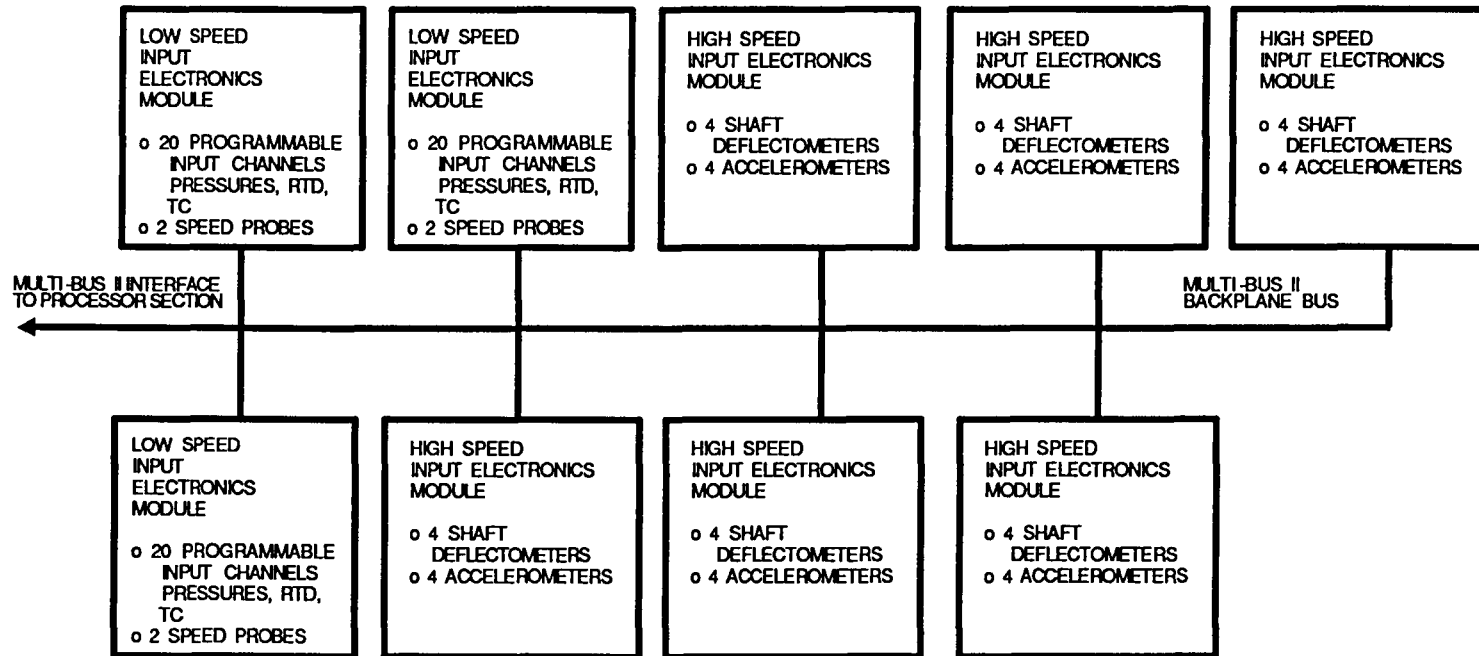 LOW SPEED
INPUT
ELECTRONICS
MODULE
o 20 PROGRAMMABLE
INPUT CHANNELS
PRESSURES, RTD,
TC
o 2 SPEED PROBES
LOW SPEED
INPUT
ELECTRONICS
MODULE
o 20 PROGRAMMABLE
INPUT CHANNELS
PRESSURES, RTD,
TC
o 2 SPEED PROBES
HIGH SPEED
INPUT ELECTRONICS
MODULE
o 4 SHAFT
DEFLECTOMETERS
o 4 ACCELEROMETERS
HIGH SPEED
INPUT ELECTRONICS
MODULE
o 4 SHAFT
DEFLECTOMETERS
o 4 ACCELEROMETERS
HIGH SPEED
INPUT ELECTRONICS
MODULE
o 4 SHAFT
DEFLECTOMETERS
o 4 ACCELEROMETERS
MULTI-BUS II INTERFACE
TO PROCESSOR SECTION
MULTI-BUS II
BACKPLANE BUS
LOW SPEED
INPUT
ELECTRONICS
MODULE
o 20 PROGRAMMABLE
INPUT CHANNELS
PRESSURES, RTD,
TC
o 2 SPEED PROBES
HIGH SPEED
INPUT ELECTRONICS
MODULE
o 4 SHAFT
DEFLECTOMETERS
o 4 ACCELEROMETERS
HIGH SPEED
INPUT ELECTRONICS
MODULE
o 4 SHAFT
DEFLECTOMETERS
o 4 ACCELEROMETERS
HIGH SPEED
INPUT ELECTRONICS
MODULE
o 4 SHAFT
DEFLECTOMETERS
o 4 ACCELEROMETERS